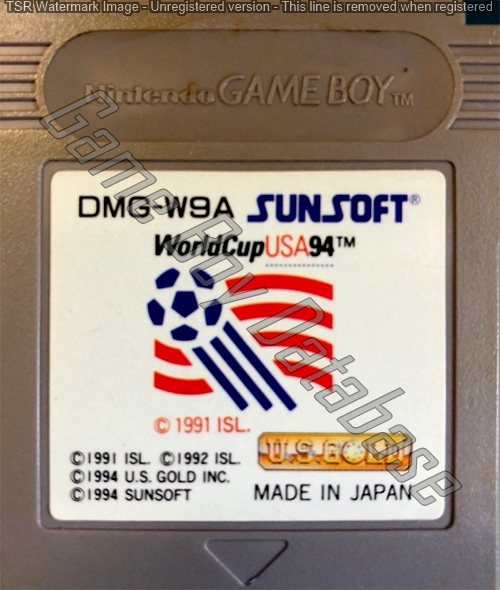 TSR Watermark Image - Unregistered version - This line is removed when registered
Nintendo GAME BOY TM
DMG-W9A SUNSOFT®
WorldCupUSA94™
© 1991 ISL.
U.S. GOLD
©1991 ISL. ©1992 ISL.
©1994 U.S. GOLD INC.
©1994 SUNSOFT
MADE IN JAPAN
Game Boy Database